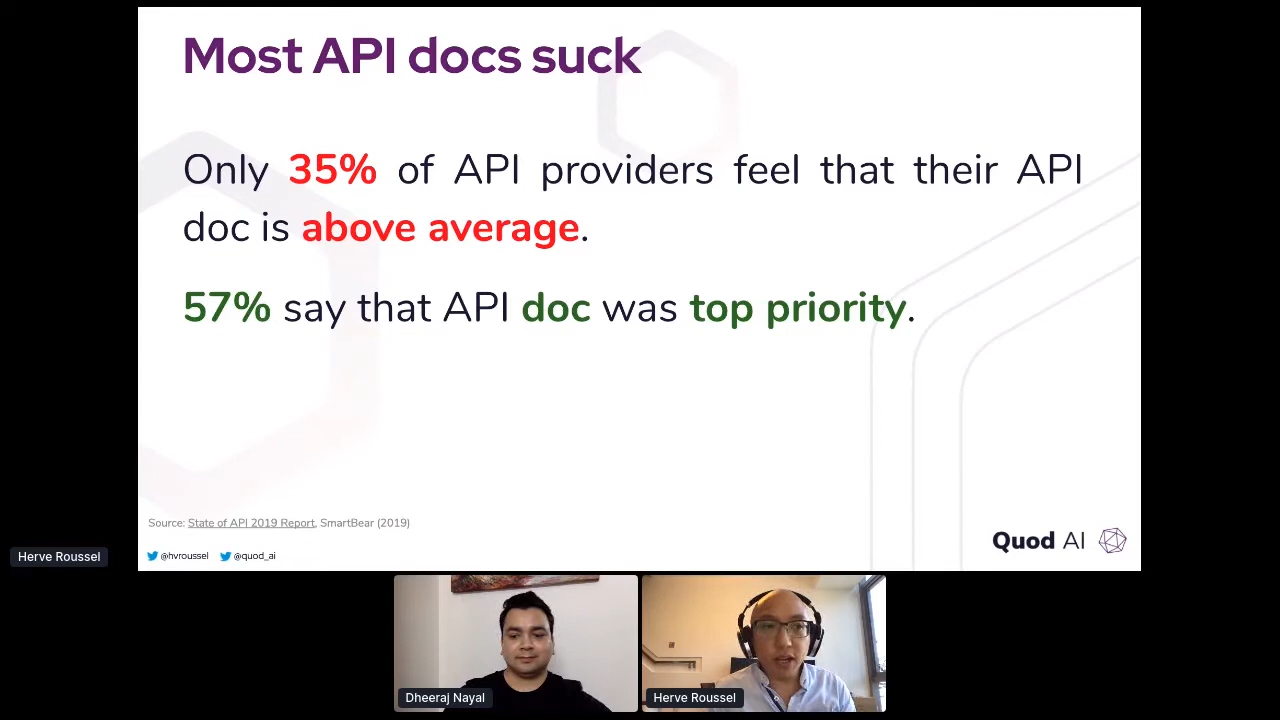 Most API docs suck
Only 35% of API providers feel that their API
doc is above average.
57% say that API doc was top priority.
Source: State of API 2019 Report, SmartBear (2019)
@hvroussel @quod_ai
Quod AI
Herve Roussel
Dheeraj Nayal
Herve Roussel